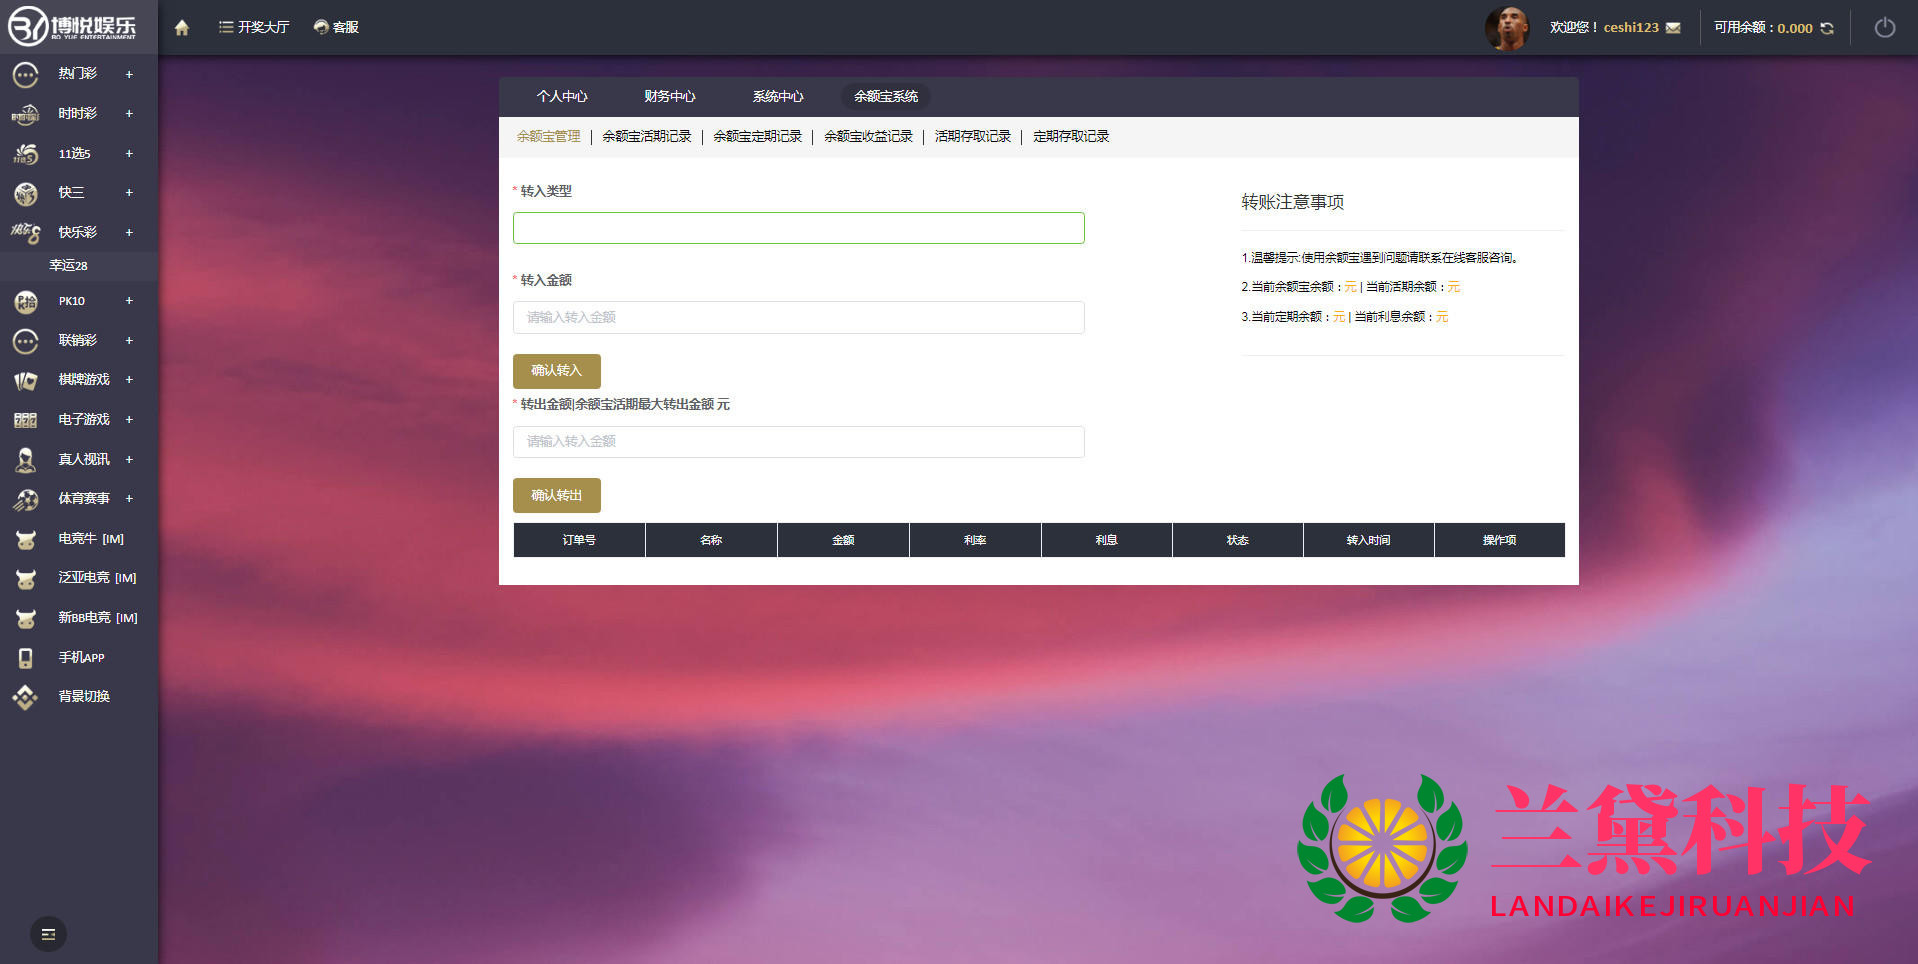 博悦娱乐
BO YUE ENTERTAINMENT
开奖大厅
客服
欢迎您！ ceshi123
可用余额：0.000
热门彩 +
时时彩 +
11选5 +
快三 +
快乐彩 +
幸运28
PK10 +
联销彩 +
棋牌游戏 +
电子游戏 +
真人视讯 +
体育赛事 +
电竞牛 [IM]
泛亚电竞 [IM]
新BB电竞 [IM]
手机APP
背景切换
个人中心 财务中心 系统中心 余额宝系统
余额宝管理 | 余额宝活期记录 | 余额宝定期记录 | 余额宝收益记录 | 活期存取记录 | 定期存取记录
* 转入类型
* 转入金额
请输入转入金额
确认转入
* 转出金额|余额宝活期最大转出金额 元
请输入转入金额
确认转出
转账注意事项
1.温馨提示:使用余额宝遇到问题请联系在线客服咨询。
2.当前余额宝余额：元 | 当前活期余额：元
3.当前定期余额：元 | 当前利息余额：元
订单号 名称 金额 利率 利息 状态 转入时间 操作项
兰黛科技
LANDAIKEJIRUANJIAN